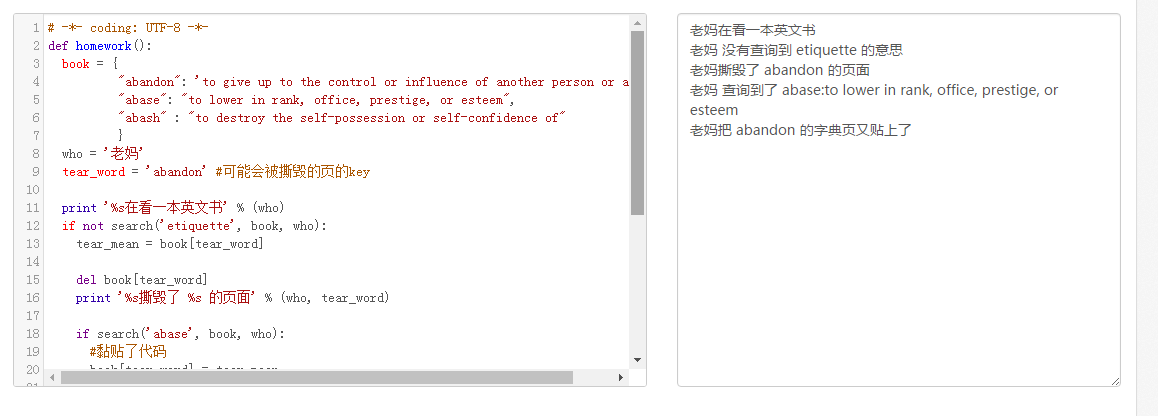 1 # -*- coding: UTF-8 -*-
2 def homework():
3 book = {
4 "abandon": 'to give up to the control or influence of another person or a
5 "abase": "to lower in rank, office, prestige, or esteem",
6 "abash" : "to destroy the self-possession or self-confidence of"
7 }
8 who = '老妈'
9 tear_word = 'abandon' #可能会被撕毁的页的key
10
11 print '%s在看一本英文书' % (who)
12 if not search('etiquette', book, who):
13 tear_mean = book[tear_word]
14
15 del book[tear_word]
16 print '%s撕毁了 %s 的页面' % (who, tear_word)
17
18 if search('abase', book, who):
19 #黏贴了代码
20 book[tear_word] = tear_mean
21
老妈在看一本英文书
老妈 没有查询到 etiquette 的意思
老妈撕毁了 abandon 的页面
老妈 查询到了 abase:to lower in rank, office, prestige, or
esteem
老妈把 abandon 的字典页又贴上了